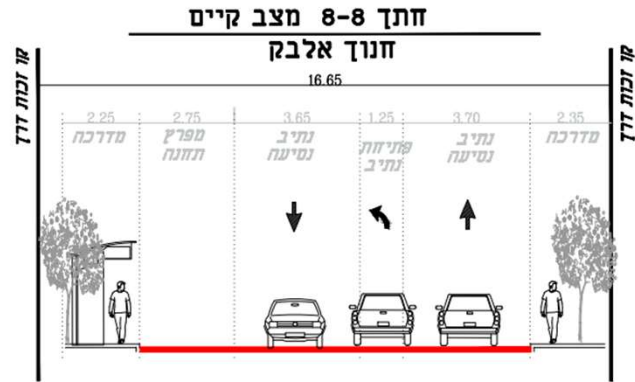 חתך 8-8 מצב קיים
חנוך אלבק
קו זכות דרך
קו זכות דרך
16.65
2.25 2.75 3.65 1.25 3.70 2.35
מדרכה
מפרץ
תחנה
נתיב
נסיעה
פתיחת
נתיב
נתיב
נסיעה
מדרכה